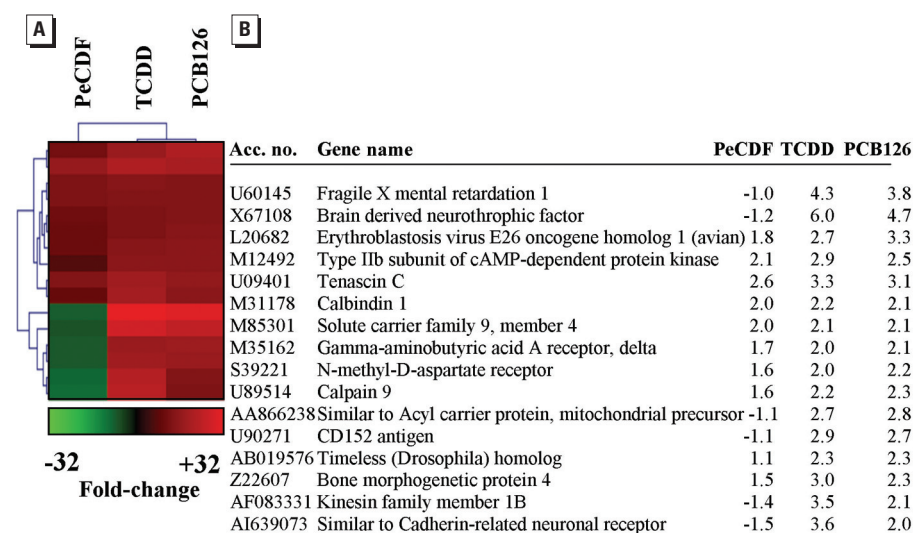 A
B
PeCDF
TCDD
PCB126
Acc. no. Gene name PeCDF TCDD PCB126
U60145 Fragile X mental retardation 1 -1.0 4.3 3.8
X67108 Brain derived neurothrophic factor -1.2 6.0 4.7
L20682 Erythroblastosis virus E26 oncogene homolog 1 (avian) 1.8 2.7 3.3
M12492 Type IIb subunit of cAMP-dependent protein kinase 2.1 2.9 2.5
U09401 Tenascin C 2.6 3.3 3.1
M31178 Calbindin 1 2.0 2.2 2.1
M85301 Solute carrier family 9, member 4 2.0 2.1 2.1
M35162 Gamma-aminobutyric acid A receptor, delta 1.7 2.0 2.1
S39221 N-methyl-D-aspartate receptor 1.6 2.0 2.2
U89514 Calpain 9 1.6 2.2 2.3
AA866238 Similar to Acyl carrier protein, mitochondrial precursor -1.1 2.7 2.8
U90271 CD152 antigen -1.1 2.9 2.7
AB019576 Timeless (Drosophila) homolog 1.1 2.3 2.3
Z22607 Bone morphogenetic protein 4 1.5 3.0 2.3
AF083331 Kinesin family member 1B -1.4 3.5 2.1
AI639073 Similar to Cadherin-related neuronal receptor -1.5 3.6 2.0
-32 +32
Fold-change